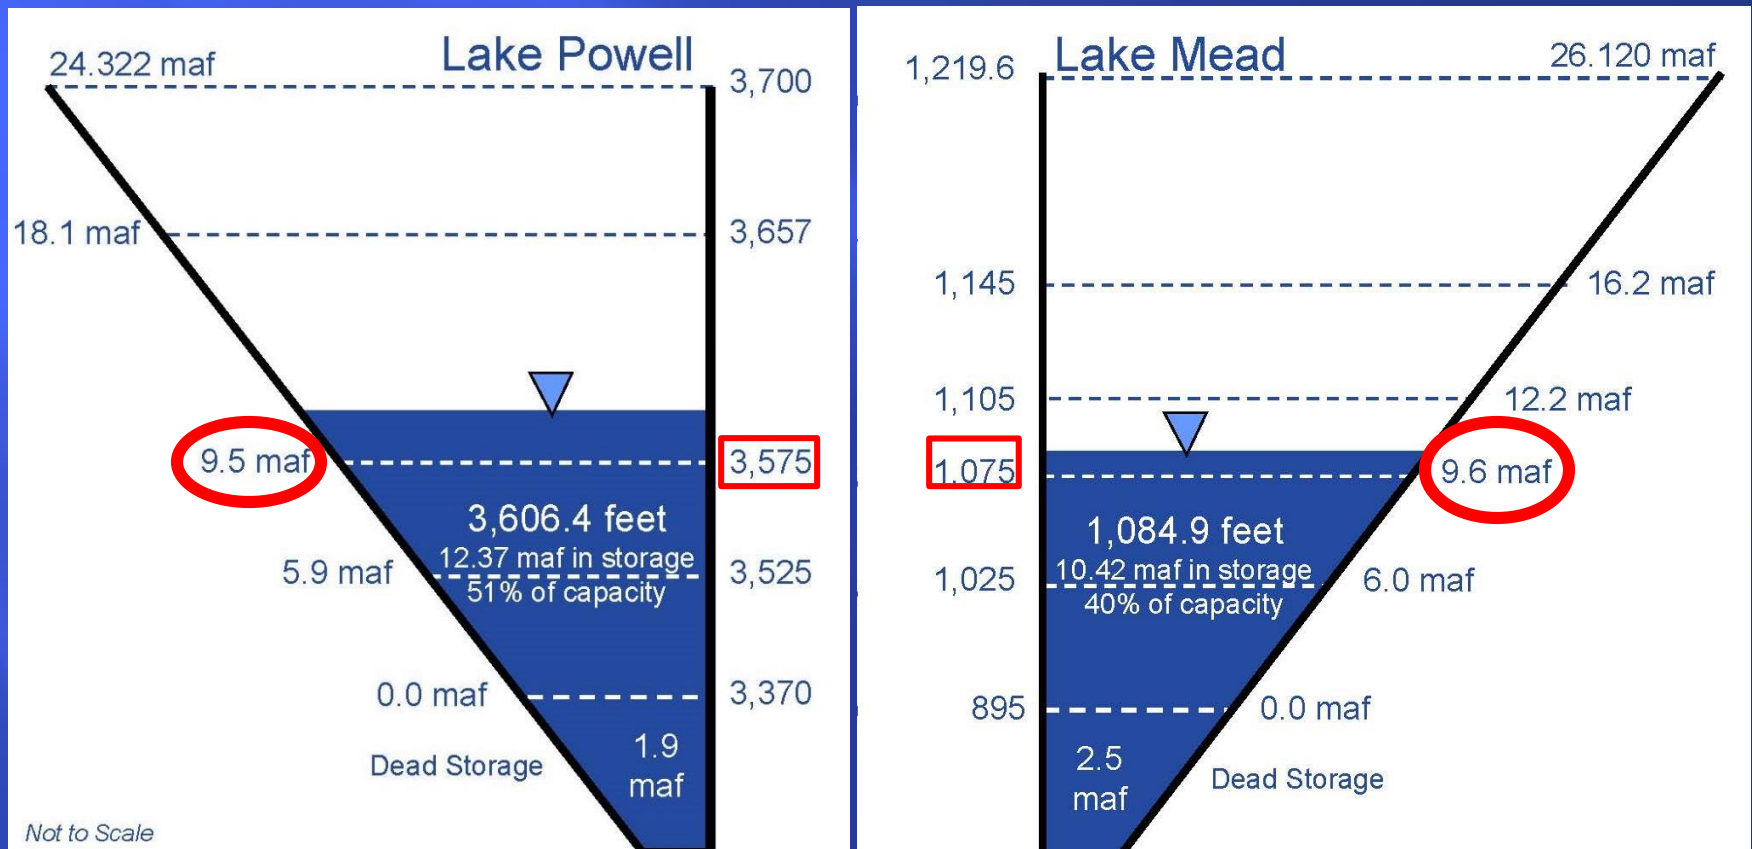 Lake Powell
24.322 maf
3,700
18.1 maf
3,657
9.5 maf
3,575
3,606.4 feet
12.37 maf in storage
5.9 maf
3,525
51% of capacity
0.0 maf
3,370
1.9
maf
Dead Storage
Not to Scale
Lake Mead
1,219.6
26.120 maf
1,145
16.2 maf
1,105
12.2 maf
1.075
9.6 maf
1,084.9 feet
10.42 maf in storage
1,025
6.0 maf
40% of capacity
895
0.0 maf
2.5
maf
Dead Storage